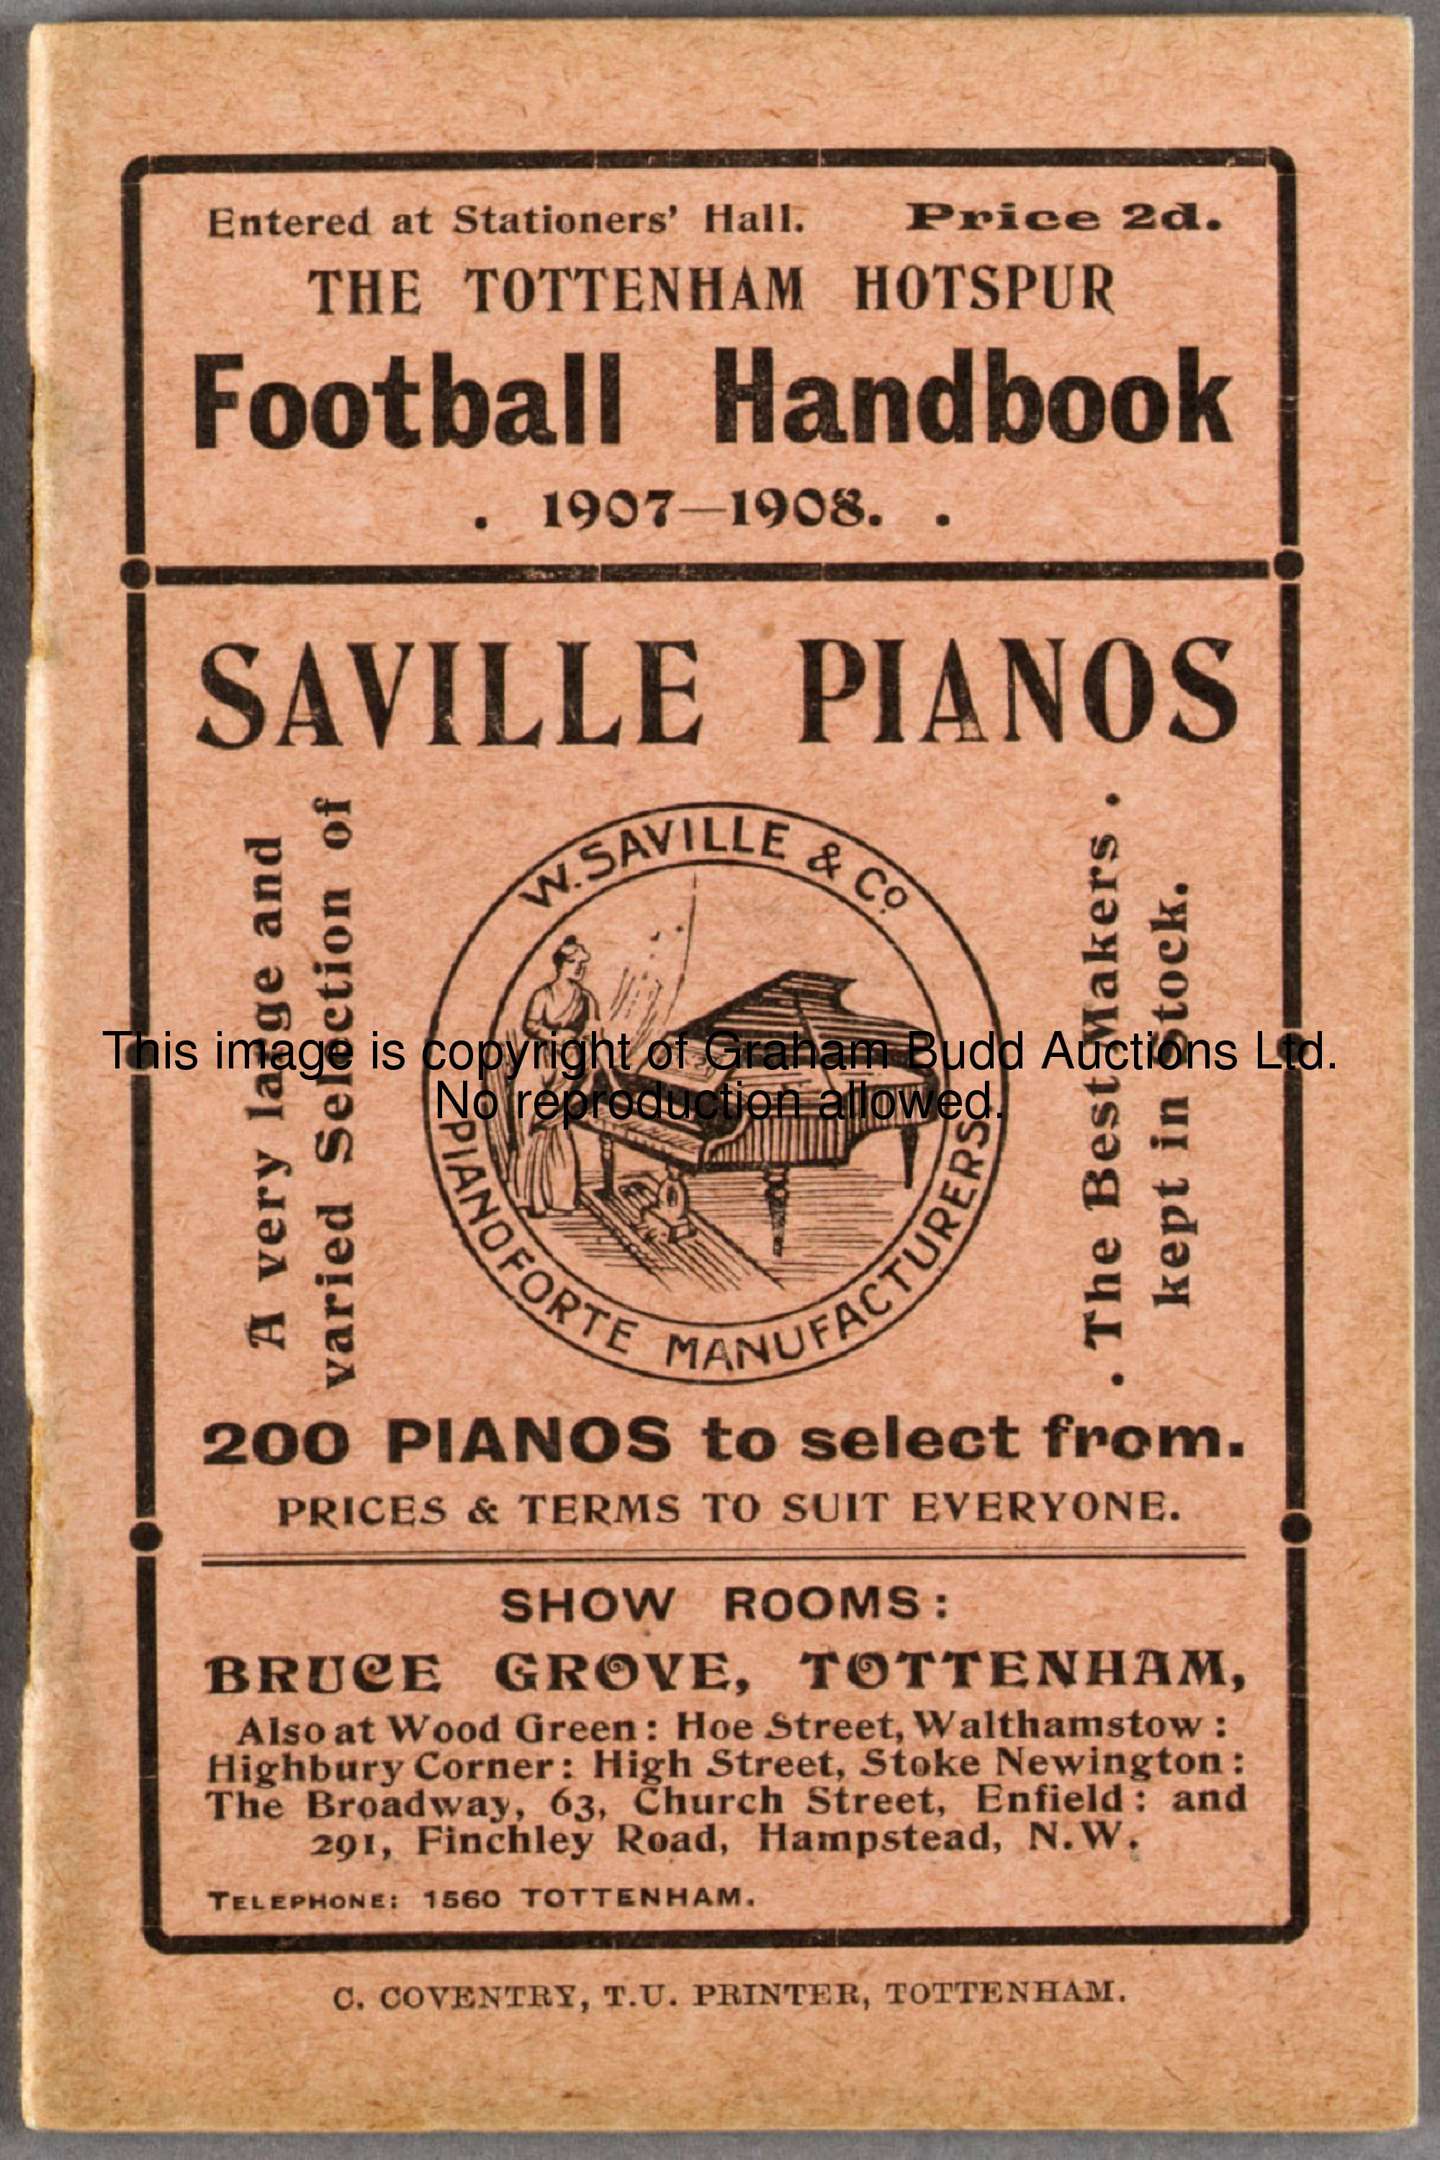 Entered at Stationers' Hall. Price 2d.
THE TOTTENHAM HOTSPUR
Football Handbook
. 1907—1908. .
SAVILLE PIANOS
A very large and
varied Selection of
W. SAVILLE & Co.
PIANOFORTE MANUFACTURERS
. The Best Makers .
kept in Stock.
This image is copyright of Graham Budd Auctions Ltd.
No reproduction allowed.
200 PIANOS to select from.
PRICES & TERMS TO SUIT EVERYONE.
SHOW ROOMS:
BRUCE GROVE, TOTTENHAM,
Also at Wood Green: Hoe Street, Walthamstow:
Highbury Corner: High Street, Stoke Newington:
The Broadway, 63, Church Street, Enfield: and
291, Finchley Road, Hampstead, N.W.
TELEPHONE: 1560 TOTTENHAM.
C. COVENTRY, T.U. PRINTER, TOTTENHAM.